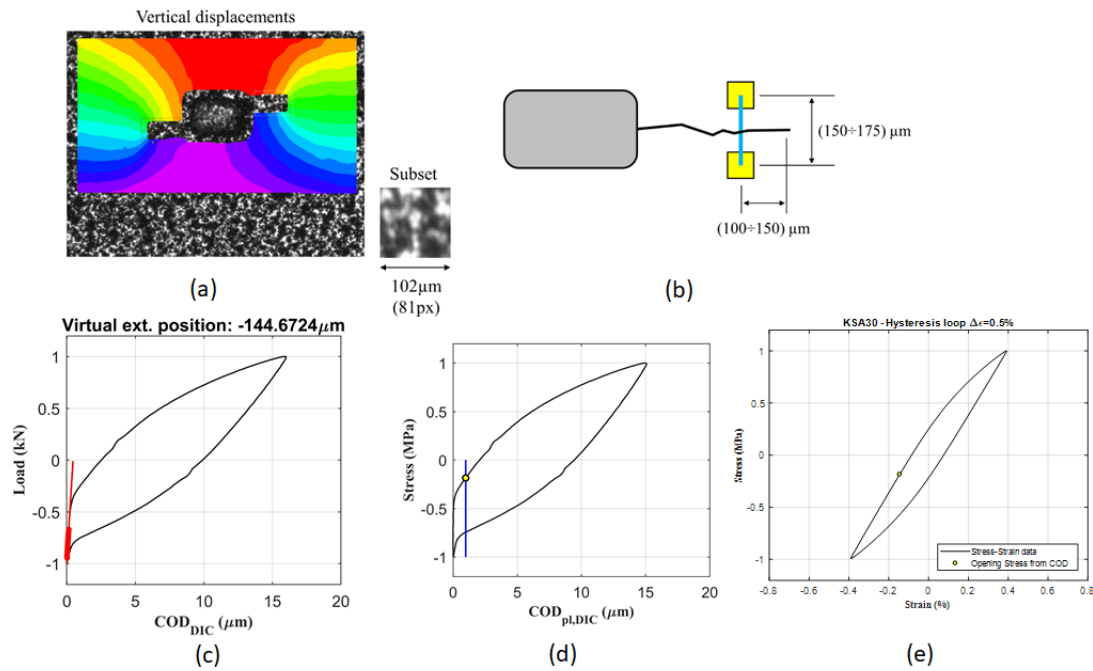 Vertical displacements
Subset
102μm
(81px)
(a)
(150÷175) μm
(100÷150) μm
(b)
Virtual ext. position: -144.6724μm
Load (kN)
1
0.5
0
-0.5
-1
0 5 10 15 20
COD_DIC (μm)
(c)
Stress (MPa)
1
0.5
0
-0.5
-1
0 5 10 15 20
COD_pl,DIC (μm)
(d)
KSA30 - Hysteresis loop Δϵ=0.5%
Stress (MPa)
1
0.5
0
-0.5
-1
-0.8 -0.6 -0.4 -0.2 0 0.2 0.4 0.6 0.8
Strain (%)
Stress-Strain data
Opening Stress from COD
(e)